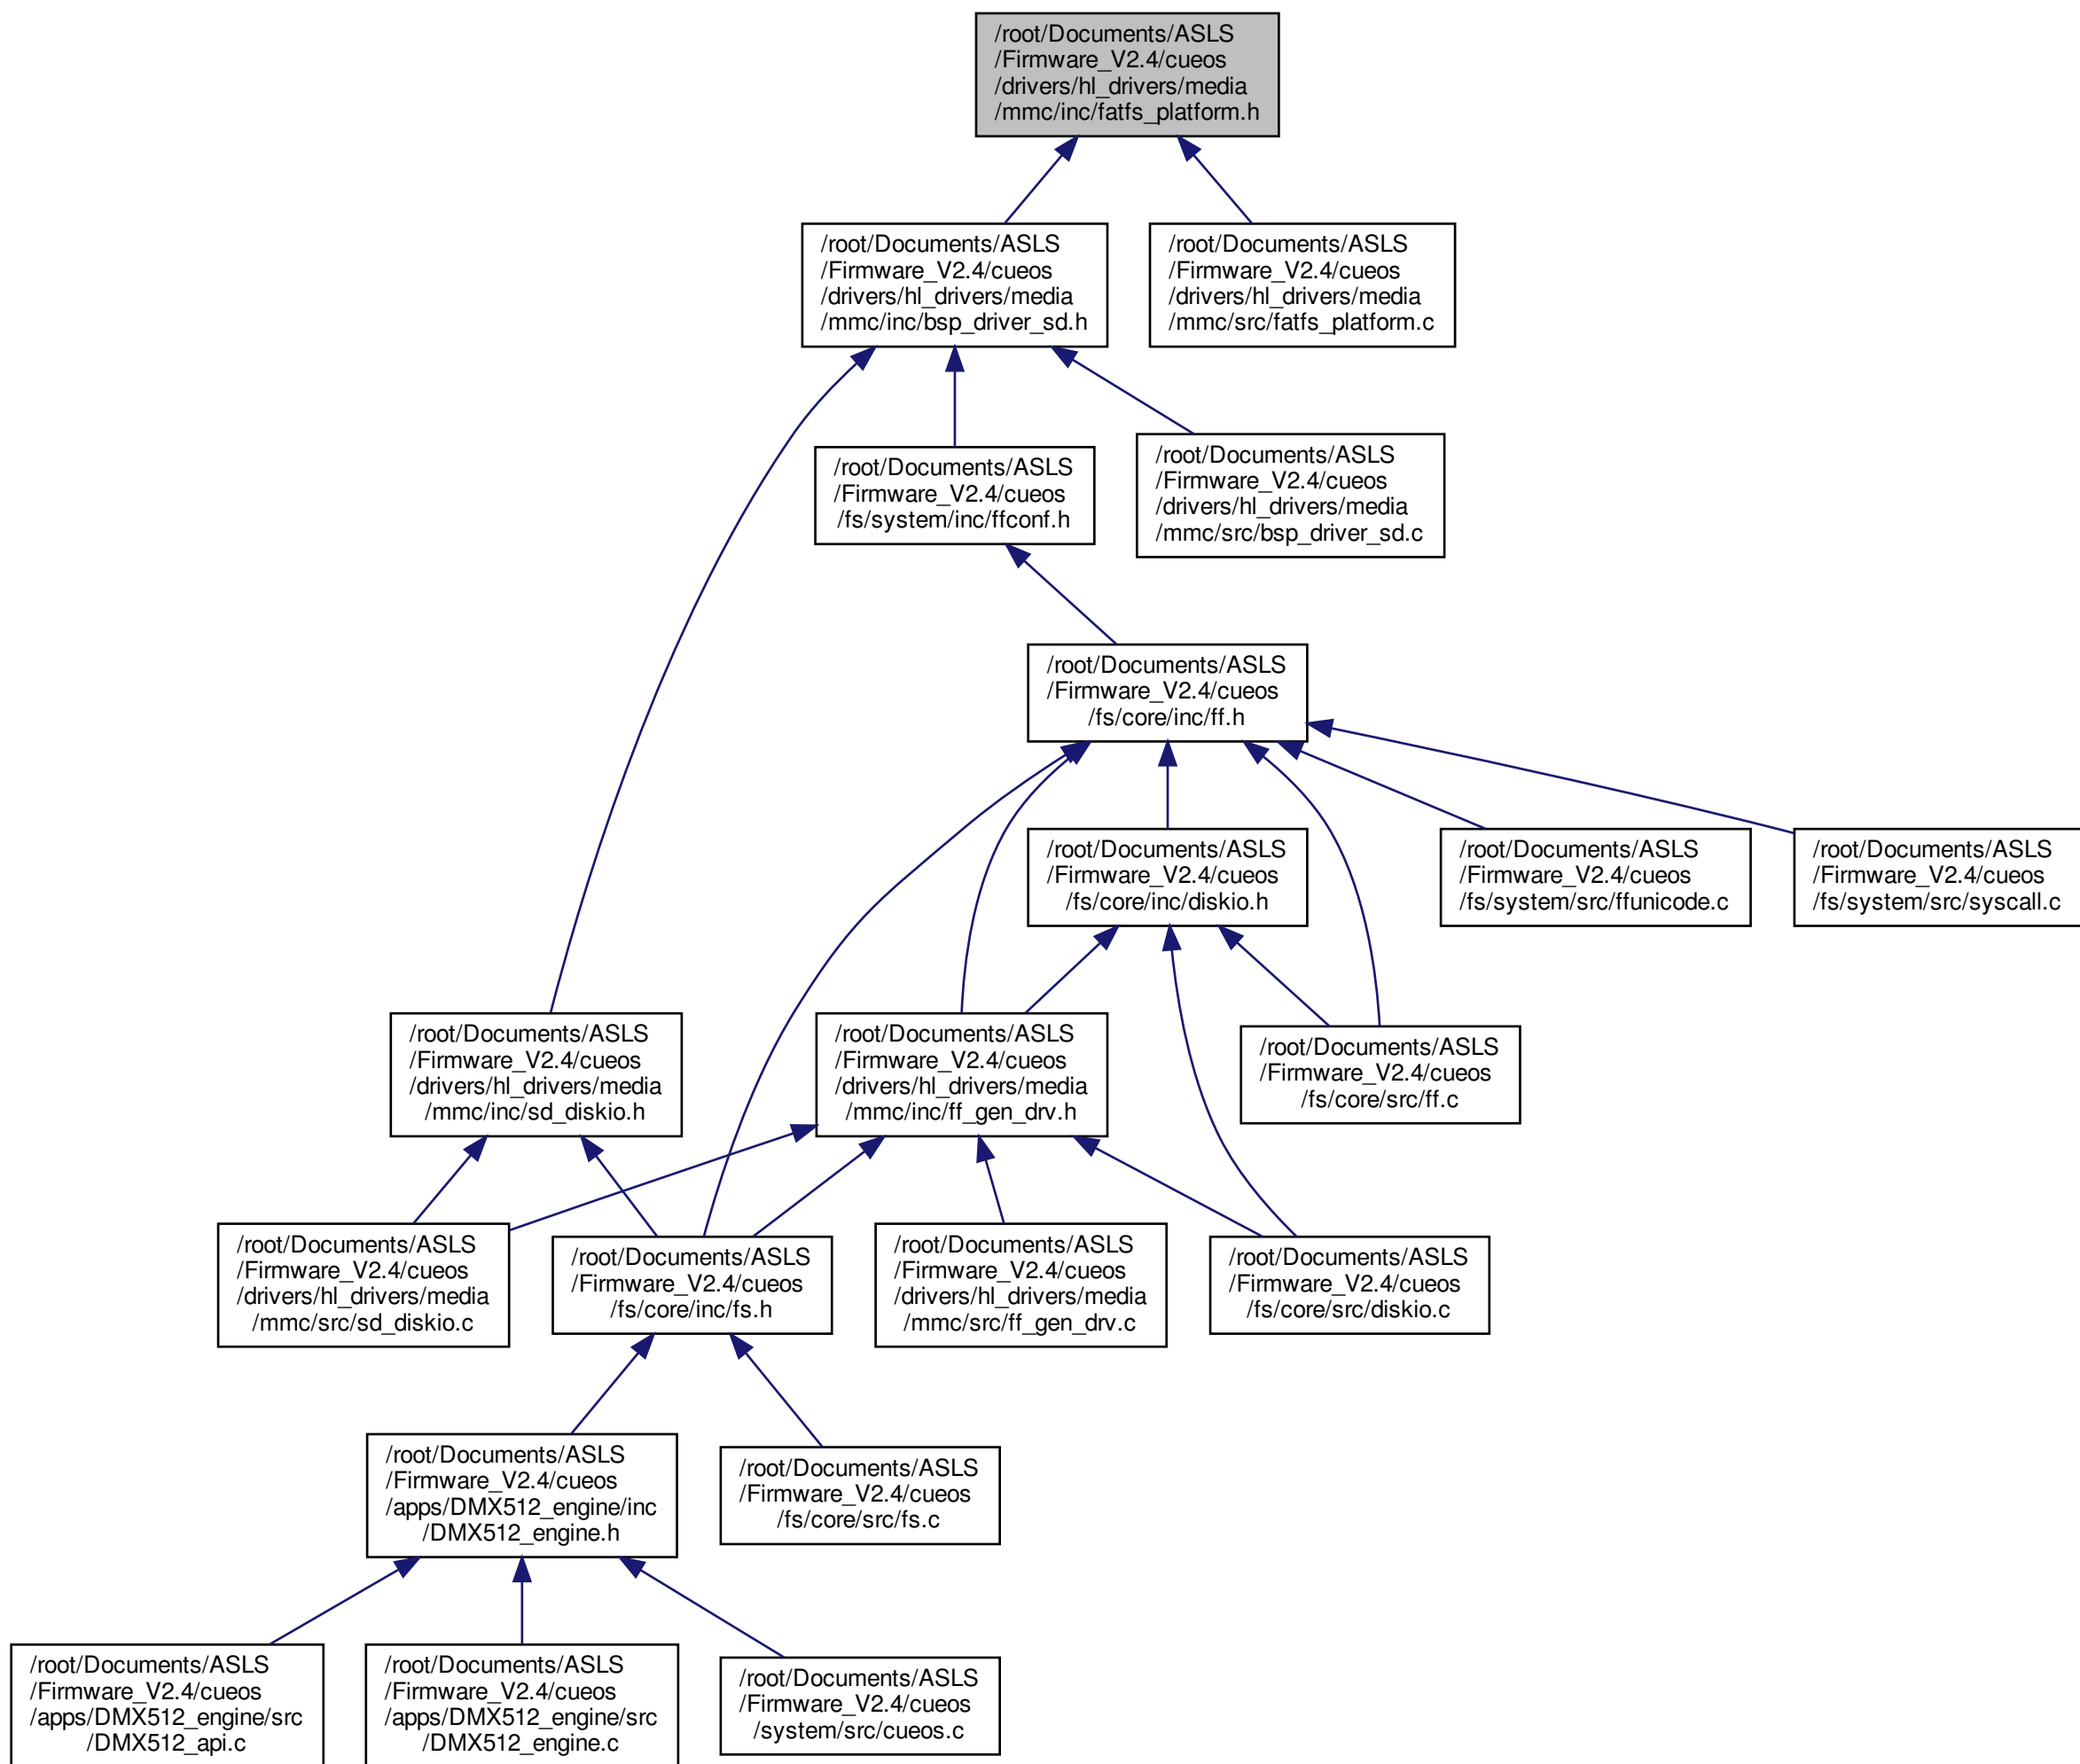 /root/Documents/ASLS
/Firmware_V2.4/cueos
/drivers/hl_drivers/media
/mmc/inc/fatfs_platform.h
/root/Documents/ASLS
/Firmware_V2.4/cueos
/drivers/hl_drivers/media
/mmc/inc/bsp_driver_sd.h
/root/Documents/ASLS
/Firmware_V2.4/cueos
/drivers/hl_drivers/media
/mmc/src/fatfs_platform.c
/root/Documents/ASLS
/Firmware_V2.4/cueos
/fs/system/inc/ffconf.h
/root/Documents/ASLS
/Firmware_V2.4/cueos
/drivers/hl_drivers/media
/mmc/src/bsp_driver_sd.c
/root/Documents/ASLS
/Firmware_V2.4/cueos
/fs/core/inc/ff.h
/root/Documents/ASLS
/Firmware_V2.4/cueos
/fs/core/inc/diskio.h
/root/Documents/ASLS
/Firmware_V2.4/cueos
/fs/system/src/ffunicode.c
/root/Documents/ASLS
/Firmware_V2.4/cueos
/fs/system/src/syscall.c
/root/Documents/ASLS
/Firmware_V2.4/cueos
/drivers/hl_drivers/media
/mmc/inc/sd_diskio.h
/root/Documents/ASLS
/Firmware_V2.4/cueos
/drivers/hl_drivers/media
/mmc/inc/ff_gen_drv.h
/root/Documents/ASLS
/Firmware_V2.4/cueos
/fs/core/src/ff.c
/root/Documents/ASLS
/Firmware_V2.4/cueos
/drivers/hl_drivers/media
/mmc/src/sd_diskio.c
/root/Documents/ASLS
/Firmware_V2.4/cueos
/fs/core/inc/fs.h
/root/Documents/ASLS
/Firmware_V2.4/cueos
/drivers/hl_drivers/media
/mmc/src/ff_gen_drv.c
/root/Documents/ASLS
/Firmware_V2.4/cueos
/fs/core/src/diskio.c
/root/Documents/ASLS
/Firmware_V2.4/cueos
/apps/DMX512_engine/inc
/DMX512_engine.h
/root/Documents/ASLS
/Firmware_V2.4/cueos
/fs/core/src/fs.c
/root/Documents/ASLS
/Firmware_V2.4/cueos
/apps/DMX512_engine/src
/DMX512_api.c
/root/Documents/ASLS
/Firmware_V2.4/cueos
/apps/DMX512_engine/src
/DMX512_engine.c
/root/Documents/ASLS
/Firmware_V2.4/cueos
/system/src/cueos.c